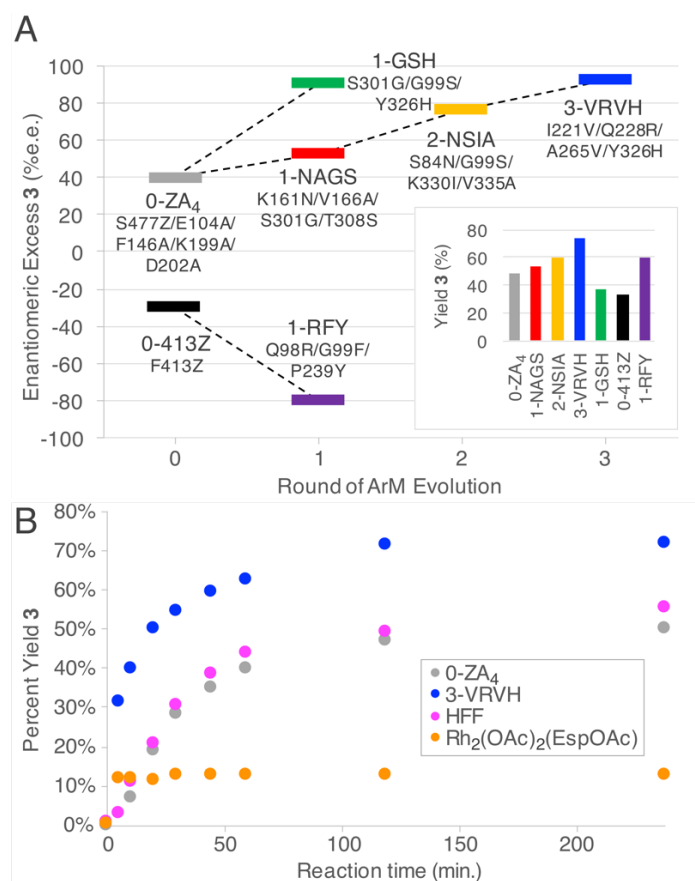 A
Enantiomeric Excess 3 (%e.e.)
100
80
60
40
20
0
-20
-40
-60
-80
-100
1-GSH
S301G/G99S/
Y326H
3-VRVH
I221V/Q228R/
A265V/Y326H
2-NSIA
S84N/G99S/
K330I/V335A
1-NAGS
K161N/V166A/
S301G/T308S
0-ZA₄
S477Z/E104A/
F146A/K199A/
D202A
0-413Z
F413Z
1-RFY
Q98R/G99F/
P239Y
Yield 3 (%)
80
60
40
20
0
0-ZA₄
1-NAGS
2-NSIA
3-VRVH
1-GSH
0-413Z
1-RFY
0
1
2
3
Round of ArM Evolution
B
Percent Yield 3
80%
70%
60%
50%
40%
30%
20%
10%
0%
0-ZA₄
3-VRVH
HFF
Rh₂(OAc)₂(EspOAc)
0
50
100
150
200
Reaction time (min.)